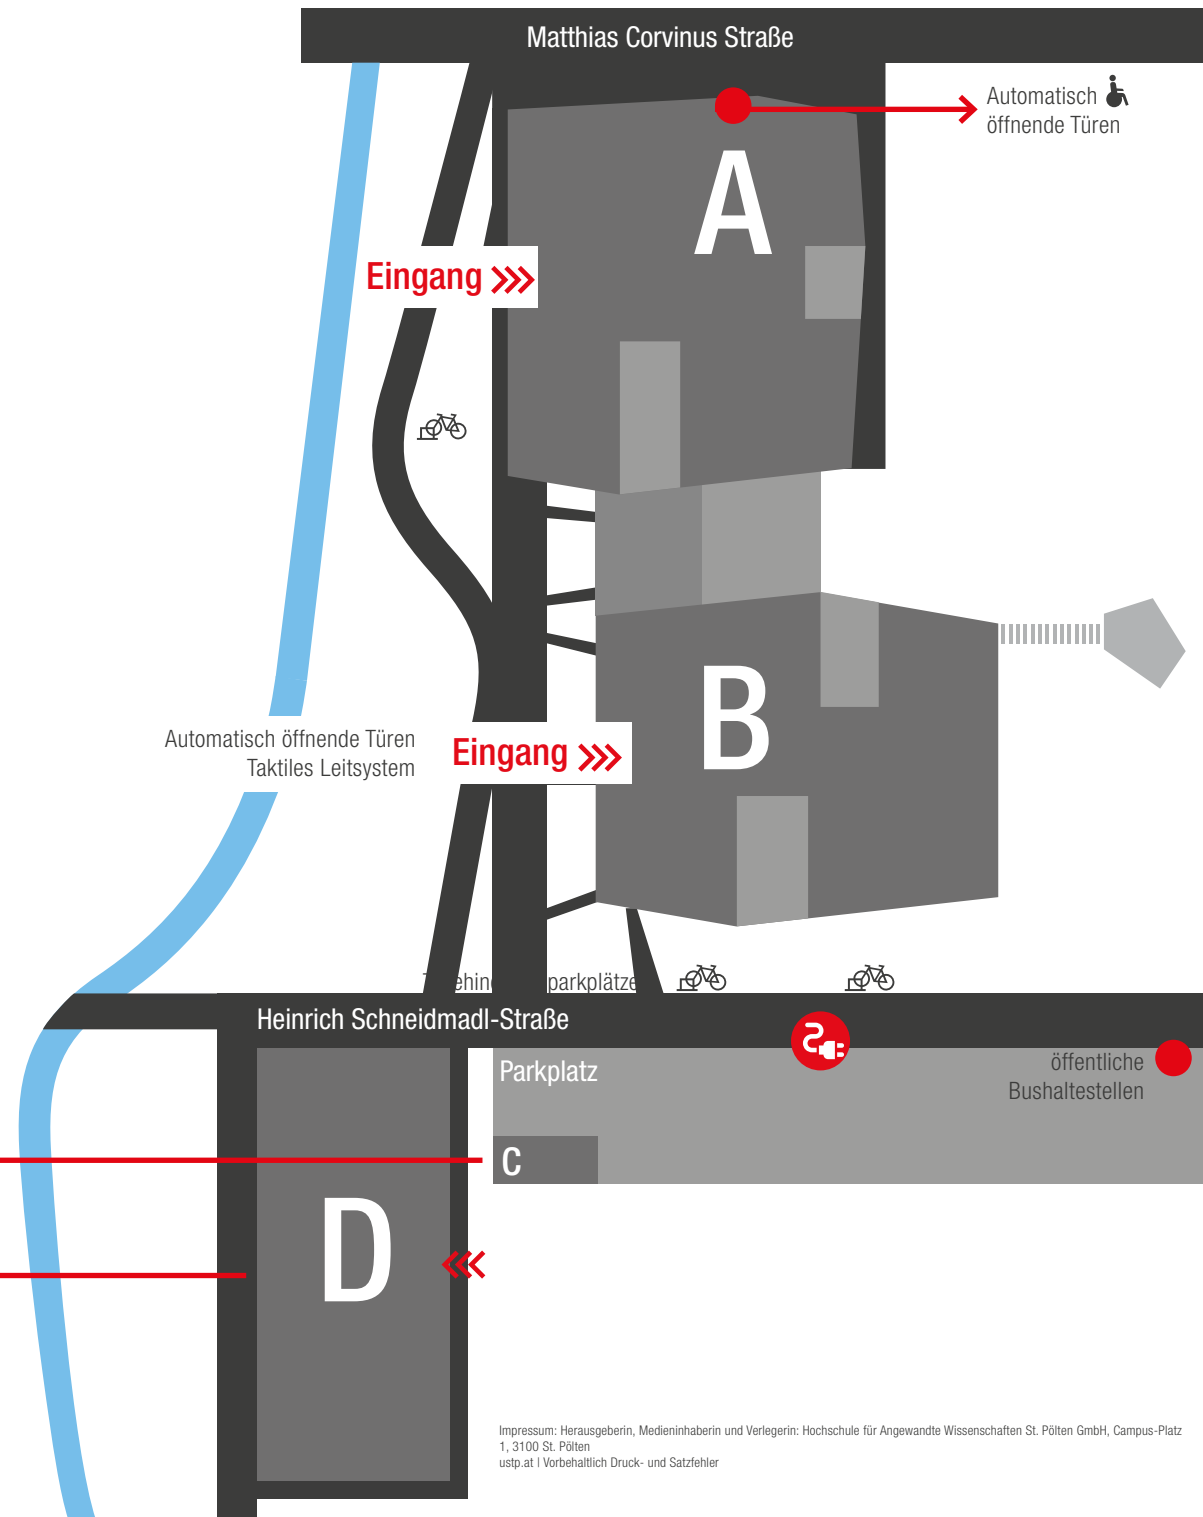 Matthias Corvinus Straße
Automatisch
öffnende Türen
A
Eingang
B
Automatisch öffnende Türen
Taktiles Leitsystem
Eingang
Heinrich Schneidmadl-Straße
Parkplatz
öffentliche
Bushaltestellen
C
D
Impressum: Herausgeberin, Medieninhaberin und Verlegerin: Hochschule für Angewandte Wissenschaften St. Pölten GmbH, Campus-Platz
1, 3100 St. Pölten
ustp.at | Vorbehaltlich Druck- und Satzfehler